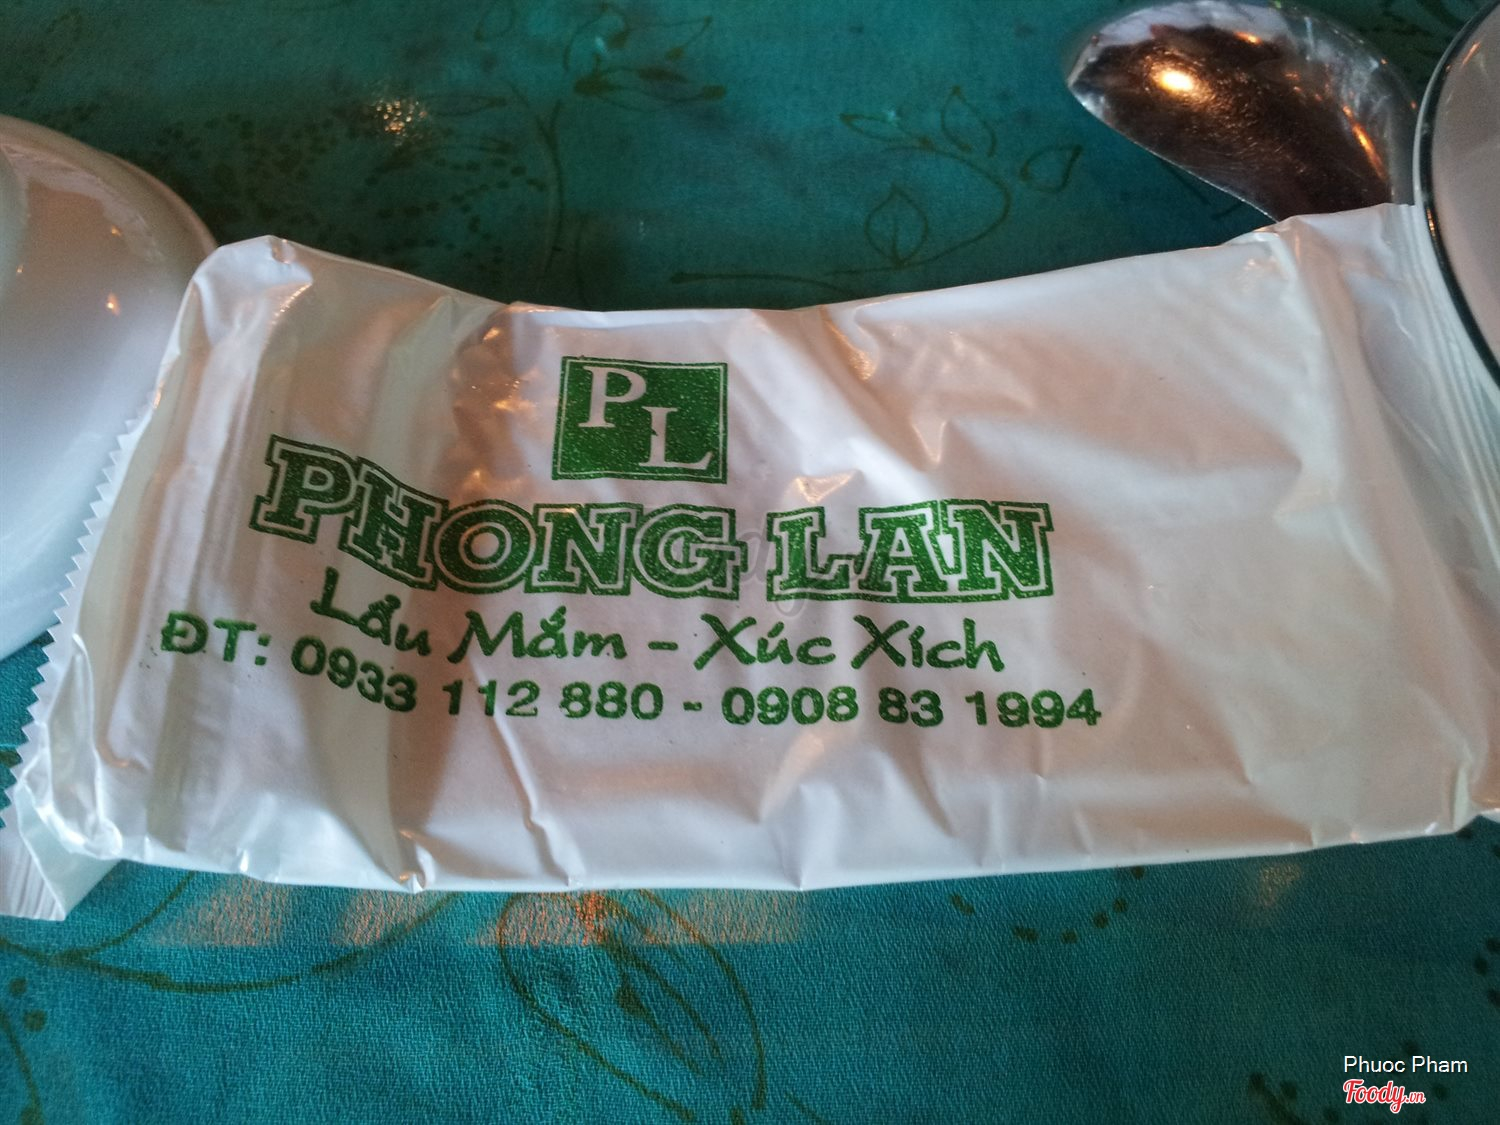 PL
PHONG LAN
Lẩu Mắm - Xúc Xích
ĐT: 0933 112 880 - 0908 83 1994
Phuoc Pham
Foody.vn